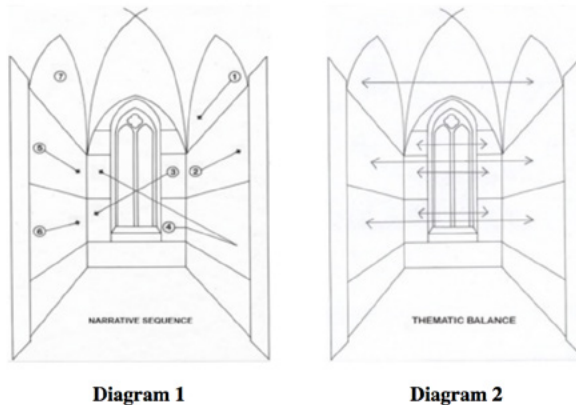 7
1
5
3
2
6
4
NARRATIVE SEQUENCE
THEMATIC BALANCE
Diagram 1
Diagram 2